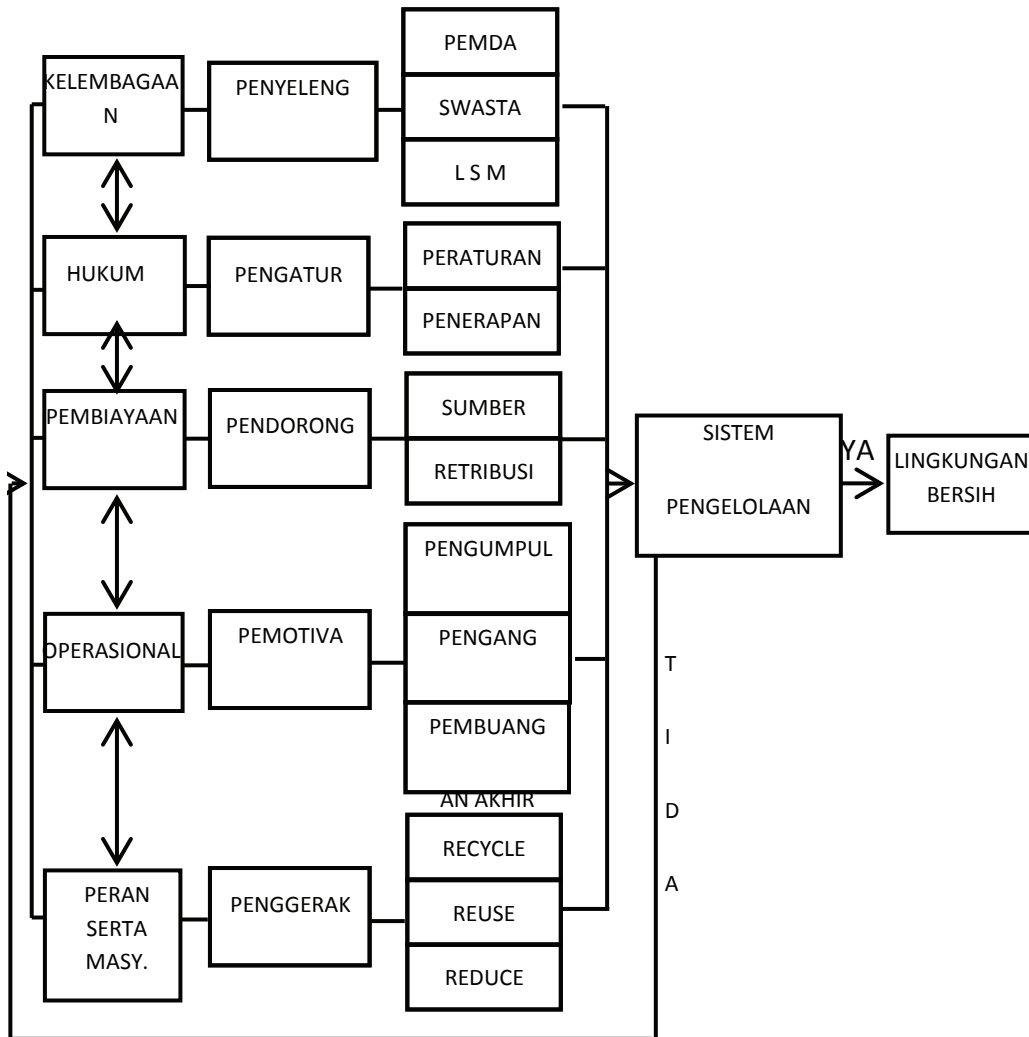 KELEMBAGAA
N
PENYELENG
PEMDA
SWASTA
L S M
HUKUM
PENGATUR
PERATURAN
PENERAPAN
PEMBIAYAAN
PENDORONG
SUMBER
RETRIBUSI
SISTEM
PENGELOLAAN
YA
LINGKUNGAN
BERSIH
OPERASIONAL
PEMOTIVA
PENGUMPUL
PENGANG
PEMBUANG
AN AKHIR
T
I
D
A
PERAN
SERTA
MASY.
PENGGERAK
RECYCLE
REUSE
REDUCE